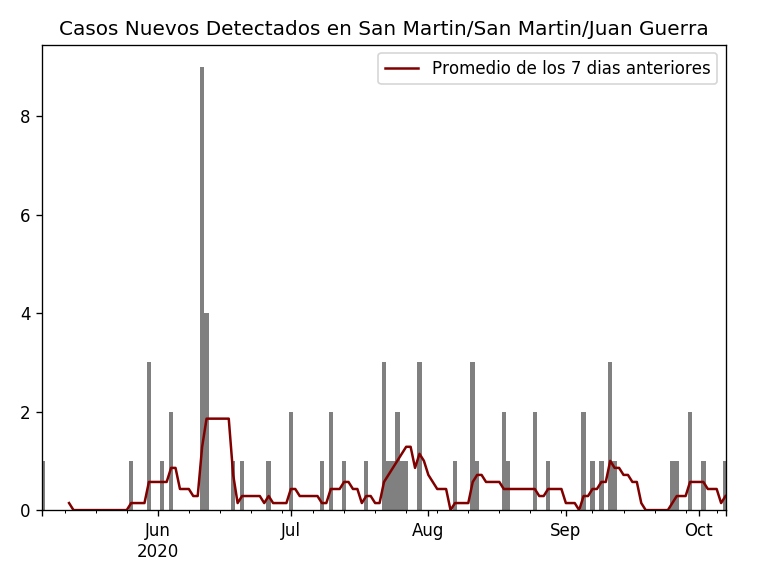 Casos Nuevos Detectados en San Martin/San Martin/Juan Guerra
Promedio de los 7 dias anteriores
8
6
4
2
0
Jun
2020
Jul
Aug
Sep
Oct